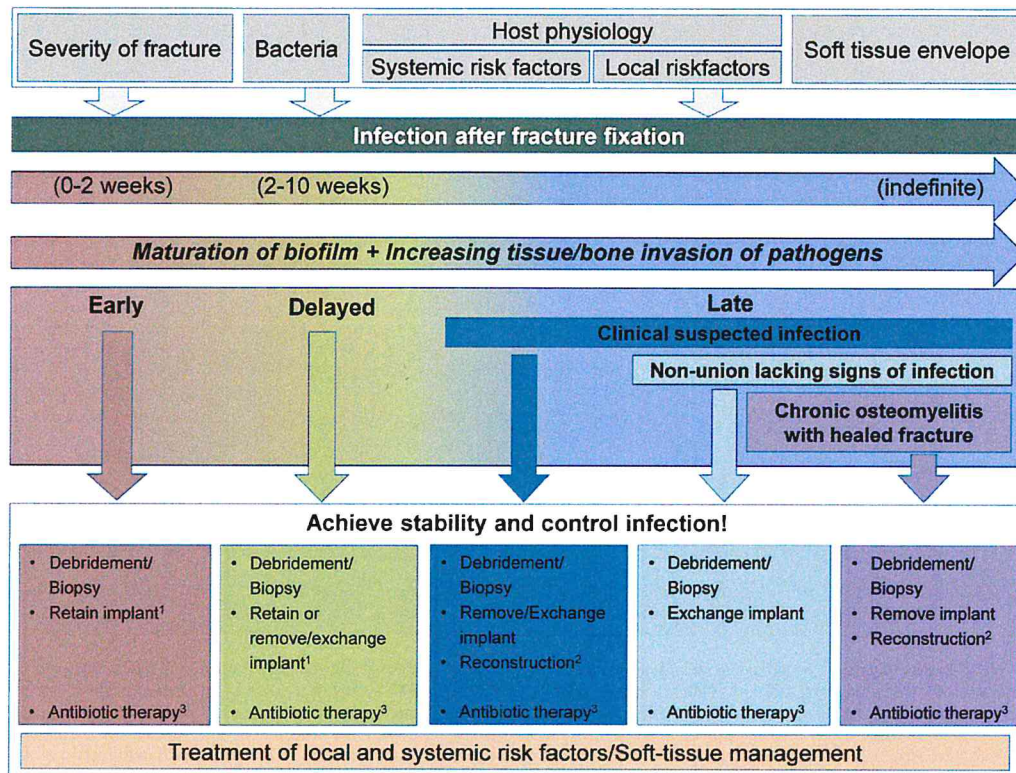 Severity of fracture
Bacteria
Host physiology
Systemic risk factors
Local riskfactors
Soft tissue envelope
Infection after fracture fixation
(0-2 weeks)
(2-10 weeks)
(indefinite)
Maturation of biofilm + Increasing tissue/bone invasion of pathogens
Early
Delayed
Late
Clinical suspected infection
Non-union lacking signs of infection
Chronic osteomyelitis
with healed fracture
Achieve stability and control infection!
• Debridement/
Biopsy
• Retain implant¹
• Antibiotic therapy³
• Debridement/
Biopsy
• Retain or
remove/exchange
implant¹
• Antibiotic therapy³
• Debridement/
Biopsy
• Remove/Exchange
implant
• Reconstruction²
• Antibiotic therapy³
• Debridement/
Biopsy
• Exchange implant
• Antibiotic therapy³
• Debridement/
Biopsy
• Remove implant
• Reconstruction²
• Antibiotic therapy³
Treatment of local and systemic risk factors/Soft-tissue management